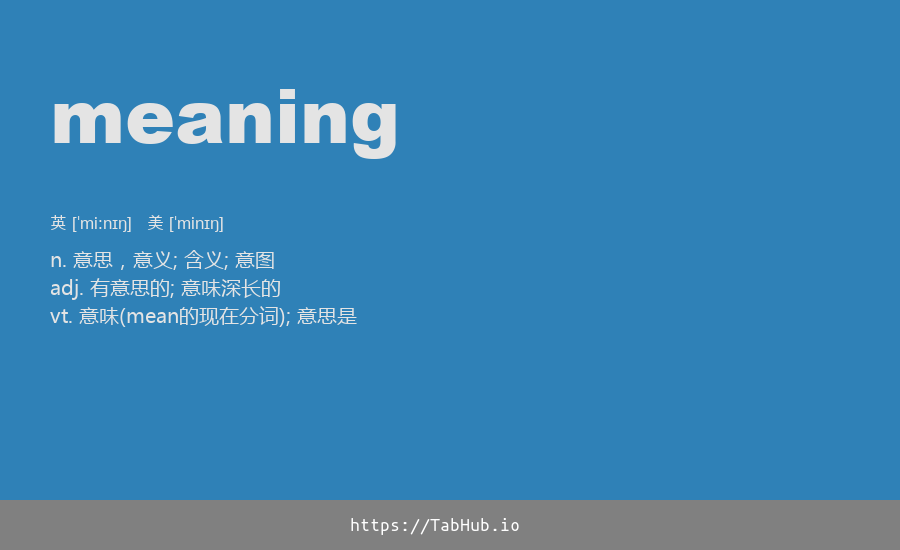 meaning
英 [ˈmiːnɪŋ] 美 [ˈminɪŋ]
n. 意思，意义; 含义; 意图
adj. 有意思的; 意味深长的
vt. 意味(mean的现在分词); 意思是
https://TabHub.io